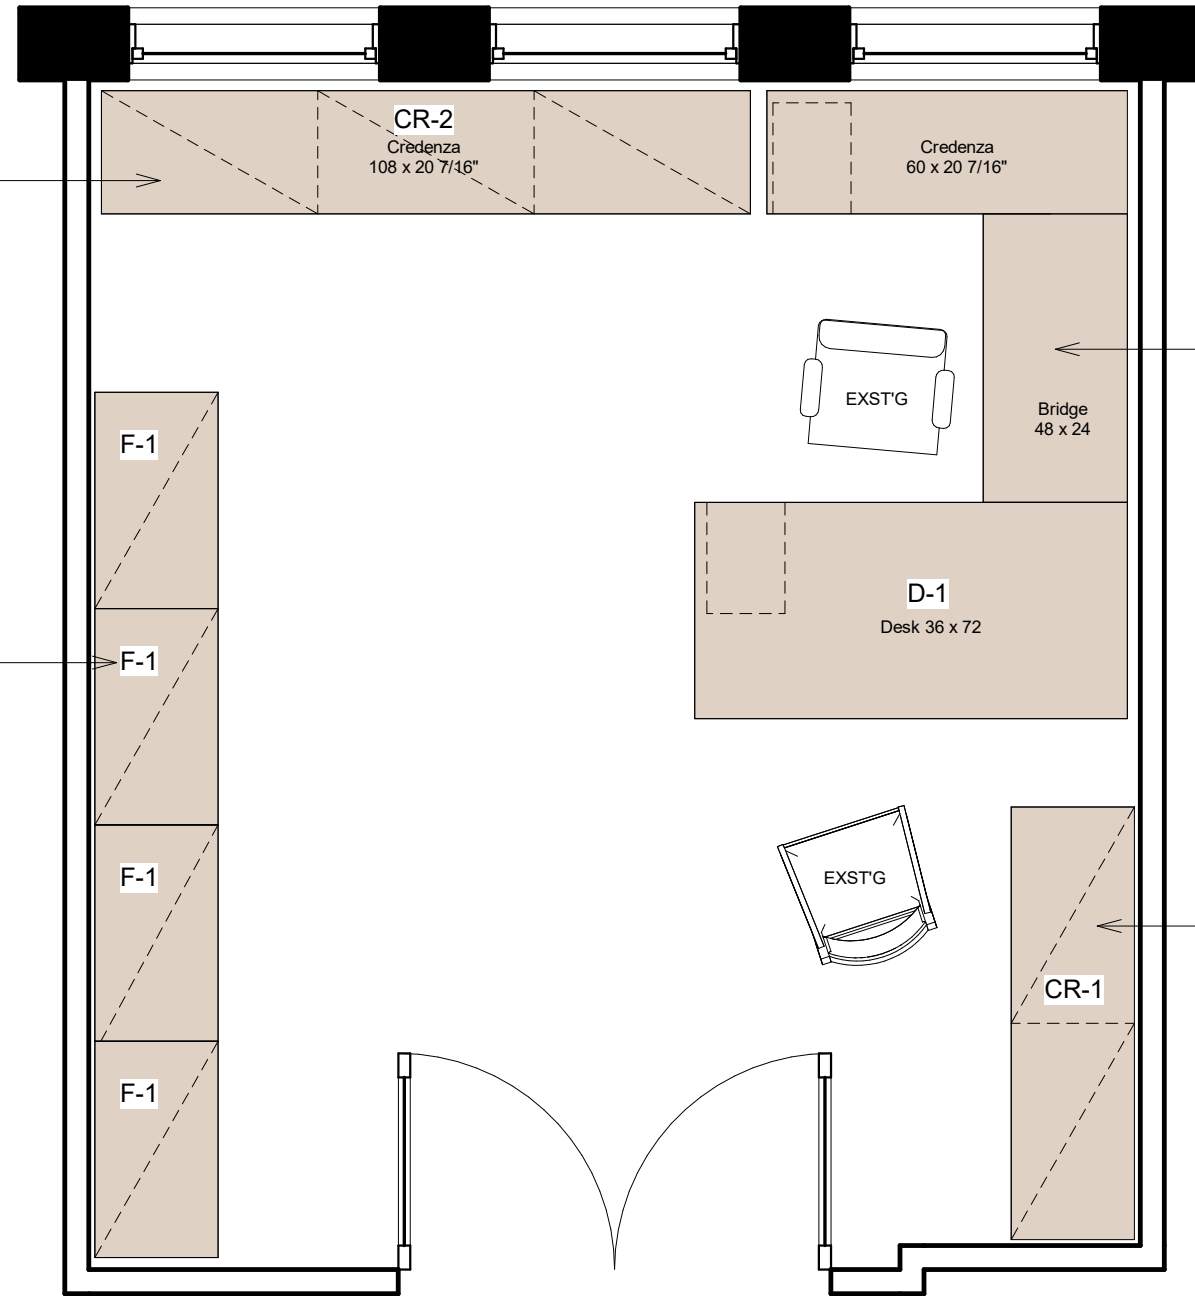 CR-2
Credenza
108 x 20 7/16"
Credenza
60 x 20 7/16"
EXST'G
Bridge
48 x 24
F-1
D-1
Desk 36 x 72
F-1
F-1
EXST'G
CR-1
F-1